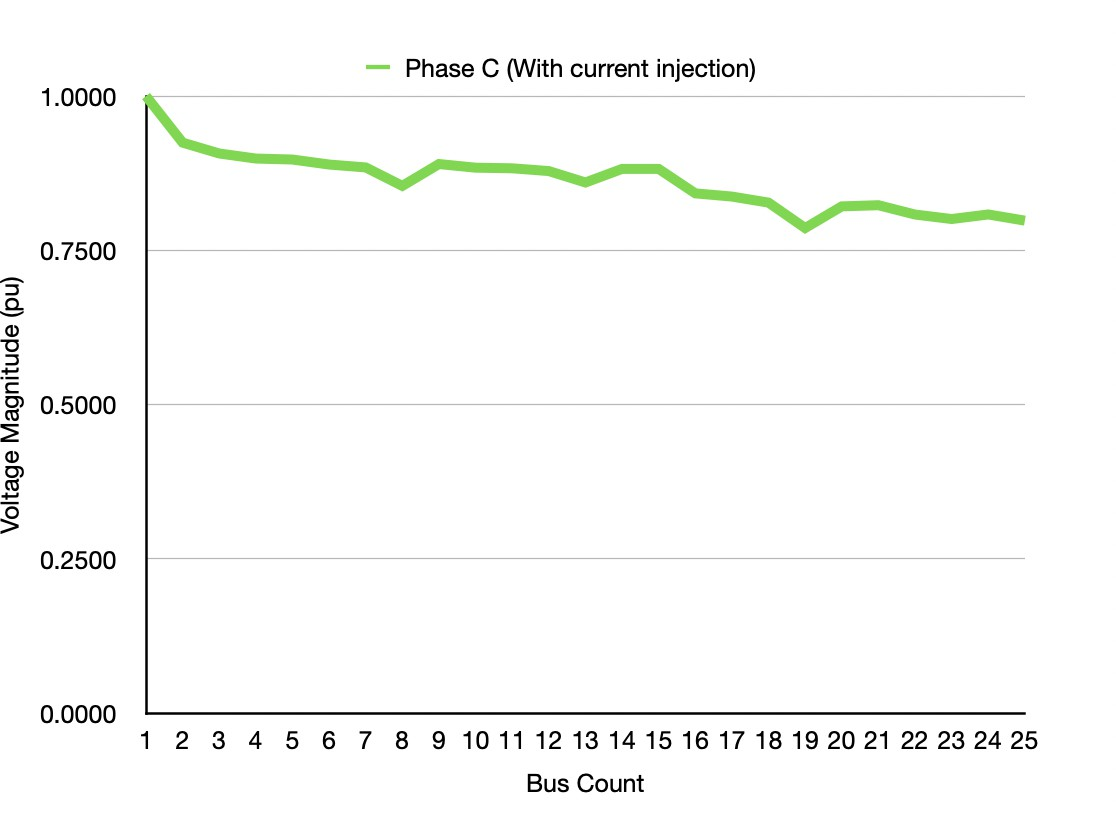 Phase C (With current injection)
1.0000
0.7500
0.5000
0.2500
0.0000
Voltage Magnitude (pu)
1 2 3 4 5 6 7 8 9 10 11 12 13 14 15 16 17 18 19 20 21 22 23 24 25
Bus Count